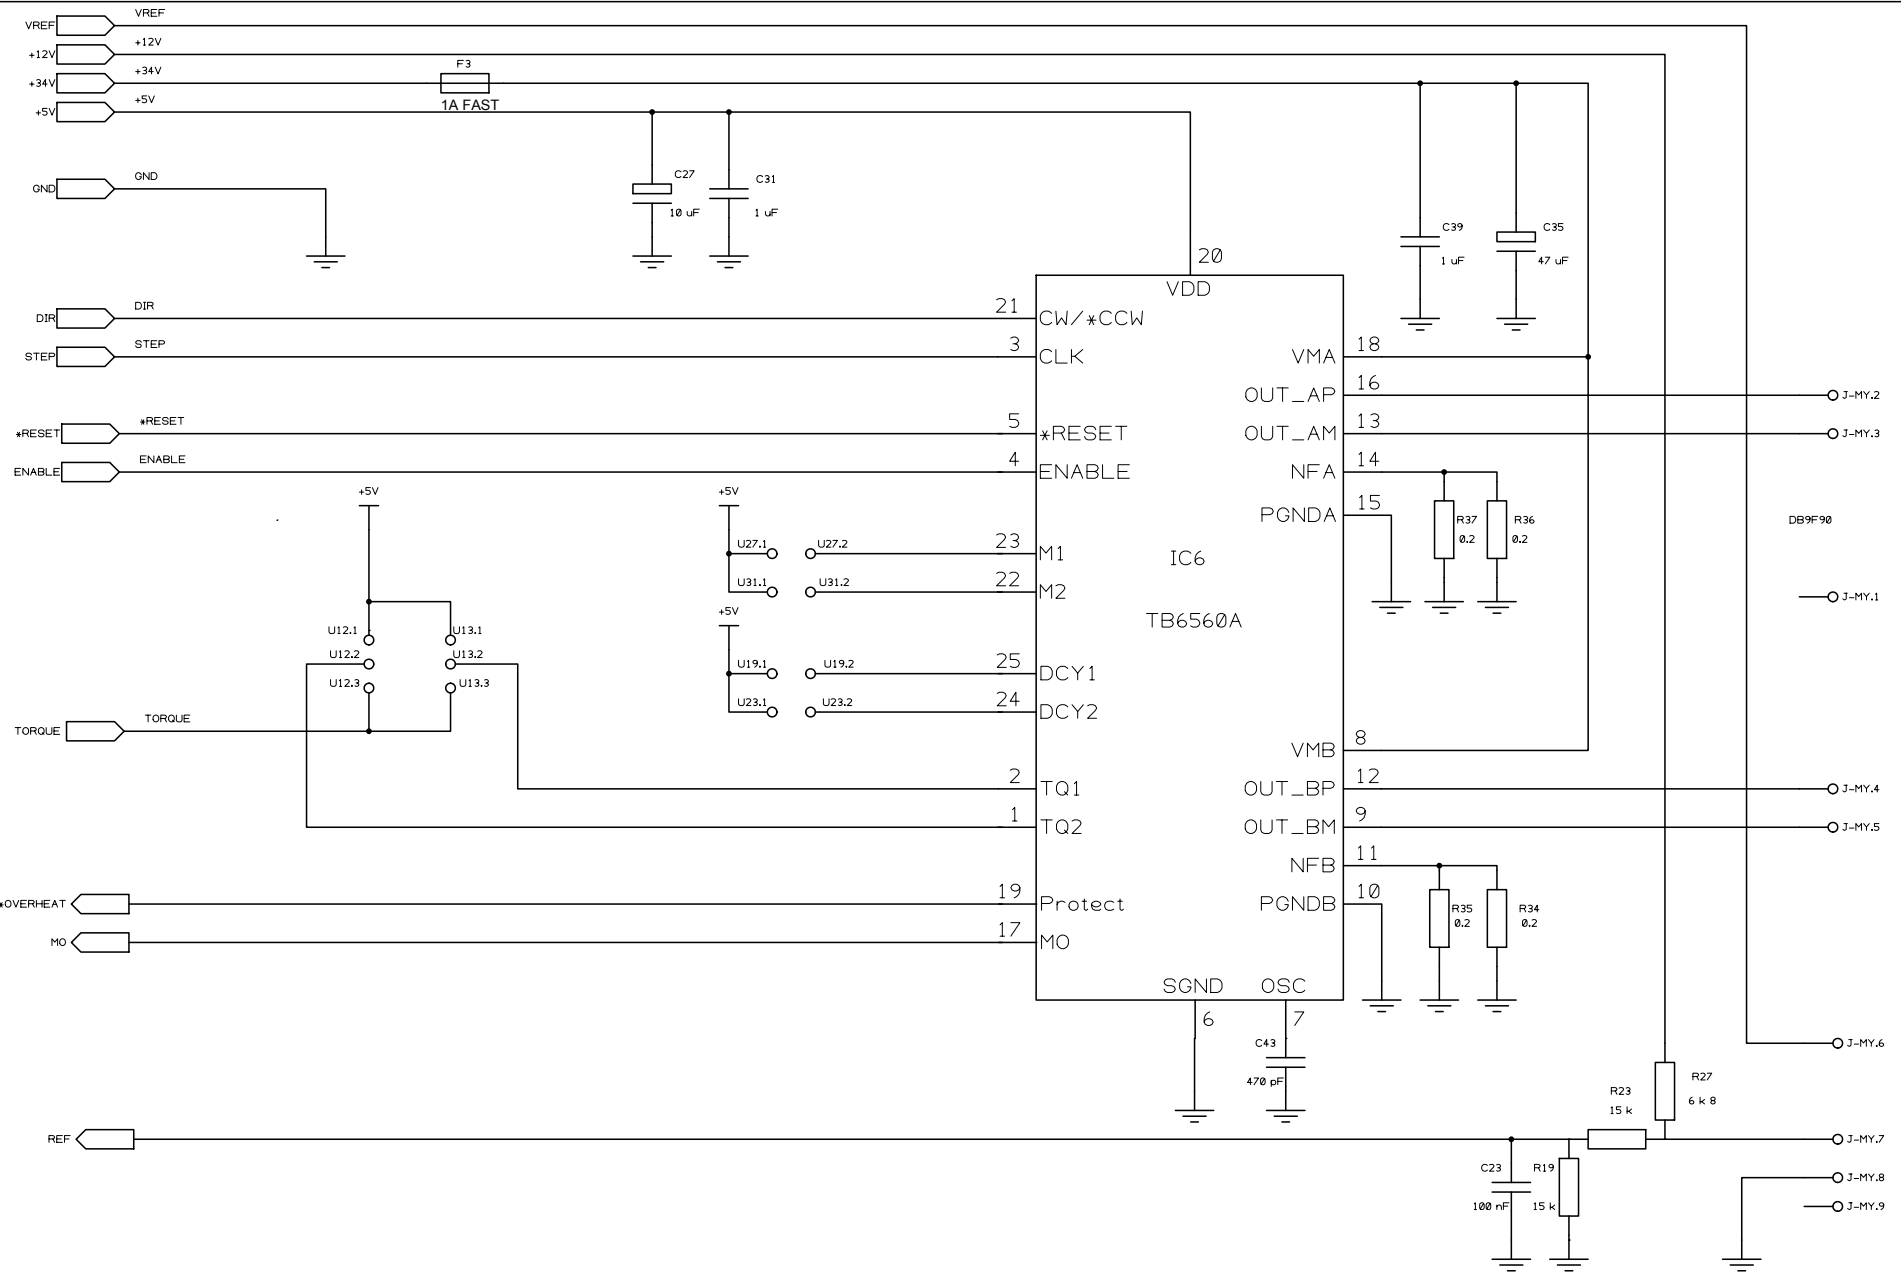 VREF VREF
+12V +12V
+34V +34V
F3
1A FAST
+5V +5V
GND GND
C27
10 uF
C31
1 uF
C39
1 uF
C35
47 uF
20
VDD
DIR DIR
21 CW/*CCW
STEP STEP
3 CLK
VMA 18
OUT_AP 16
J-MY.2
*RESET *RESET
5 *RESET
OUT_AM 13
J-MY.3
ENABLE ENABLE
4 ENABLE
NFA 14
+5V
+5V
PGNDA 15
R37
0.2
R36
0.2
DB9F90
U27.1 U27.2
23 M1
IC6
U31.1 U31.2
22 M2
J-MY.1
+5V
TB6560A
U12.1 U13.1
U12.2 U13.2
U12.3 U13.3
U19.1 U19.2
25 DCY1
U23.1 U23.2
24 DCY2
TORQUE TORQUE
VMB 8
2 TQ1
OUT_BP 12
J-MY.4
1 TQ2
OUT_BM 9
J-MY.5
NFB 11
*OVERHEAT
19 Protect
PGNDB 10
R35
0.2
R34
0.2
MO
17 MO
SGND OSC
6 7
C43
470 pF
J-MY.6
R23
15 k
R27
6 k 8
REF
J-MY.7
C23
100 nF
R19
15 k
J-MY.8
J-MY.9